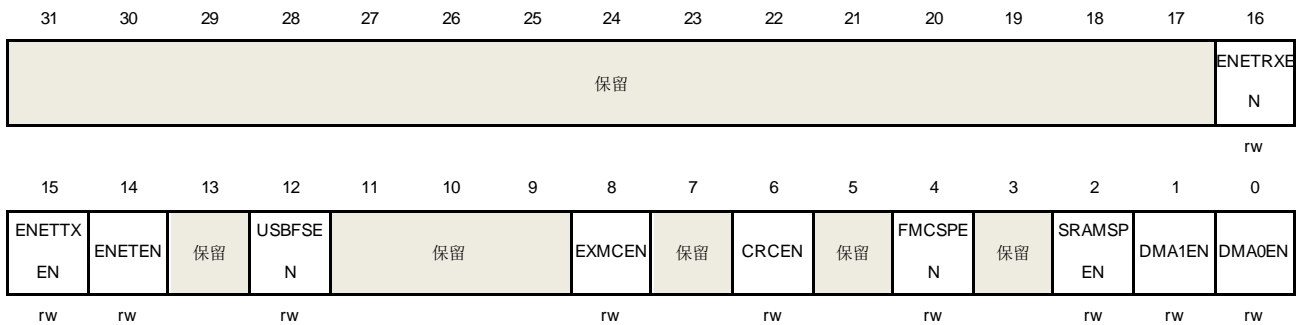 31 30 29 28 27 26 25 24 23 22 21 20 19 18 17 16
保留 ENETRXE
N
rw
15 14 13 12 11 10 9 8 7 6 5 4 3 2 1 0
ENETTX
EN ENETEN 保留 USBFSE
N 保留 EXMCEN 保留 CRCEN 保留 FMCSPE
N 保留 SRAMSP
EN DMA1EN DMA0EN
rw rw rw rw rw rw rw rw rw